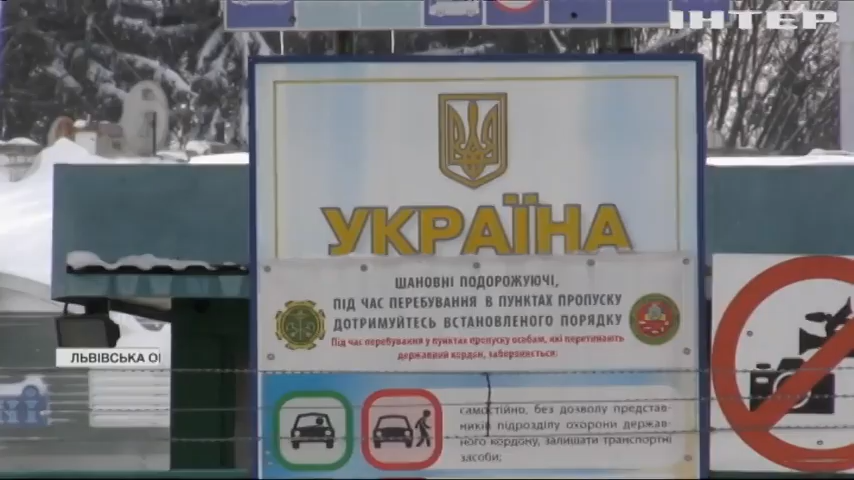 ІНТЕР
УКРАЇНА
ШАНОВНІ ПОДОРОЖУЮЧІ,
ПІД ЧАС ПЕРЕБУВАННЯ В ПУНКТАХ ПРОПУСКУ
ДОТРИМУЙТЕСЬ ВСТАНОВЛЕНОГО ПОРЯДКУ
Під час перебування у пунктах пропуску особам, які перетинають
державний кордон, забороняється:
ЛЬВІВСЬКА О
самостійно, без дозволу представ-
ників підрозділу охорони держав-
ного кордону, залишати транспортні
засоби;